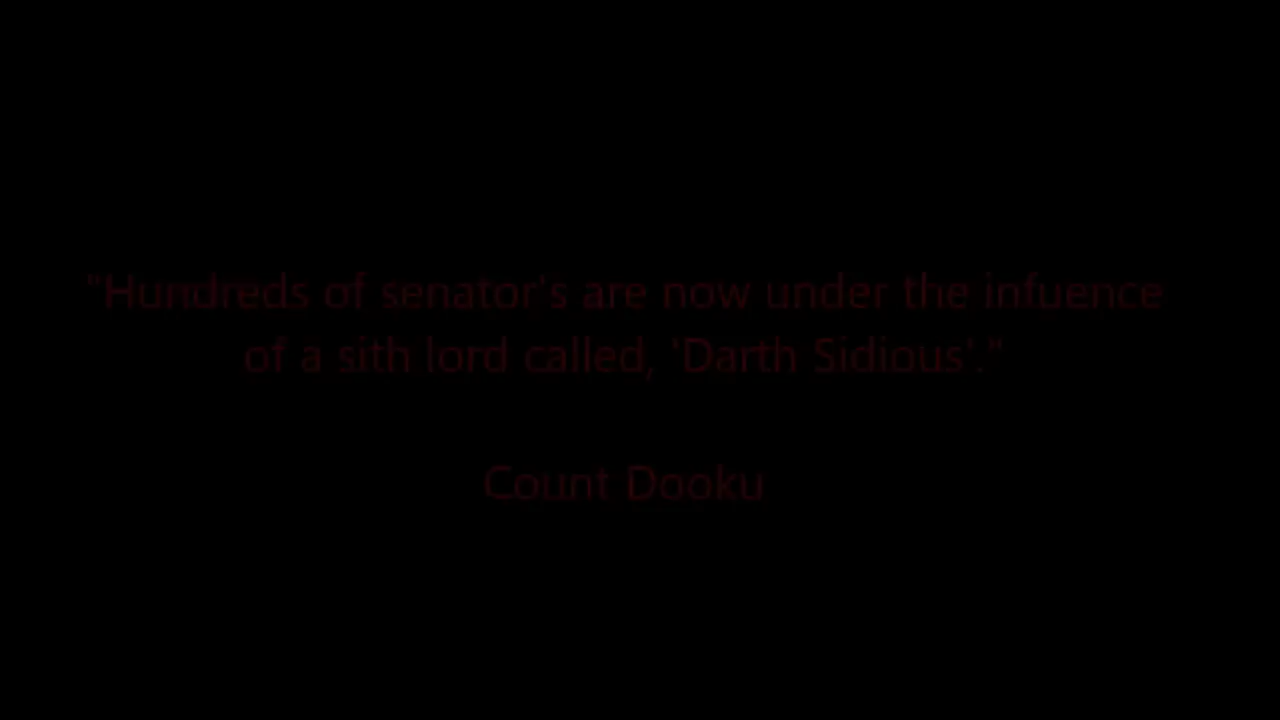 "Hundreds of senator's are now under the infuence
of a sith lord called, 'Darth Sidious'."
Count Dooku